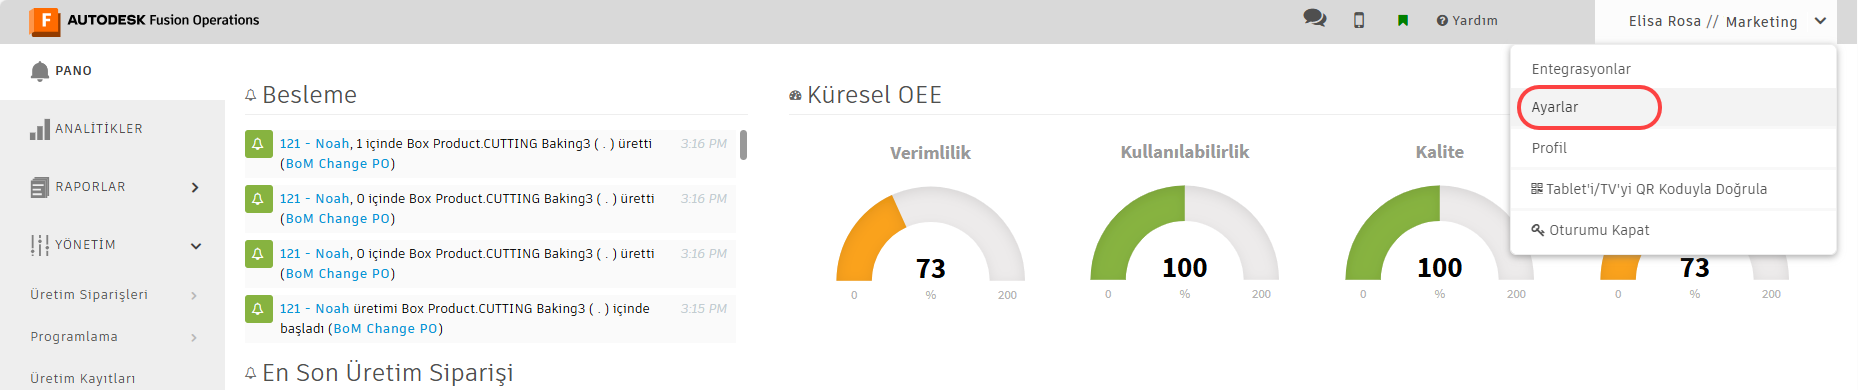 AUTODESK Fusion Operations
Yardım
Elisa Rosa // Marketing
PANO
ANALİTİKLER
RAPORLAR
YÖNETİM
Üretim Siparişleri
Programlama
Üretim Kayıtları
Besleme
121 - Noah, 1 içinde Box Product.CUTTING Baking3 ( . ) üretti
(BoM Change PO)
3:16 PM
121 - Noah, 0 içinde Box Product.CUTTING Baking3 ( . ) üretti
(BoM Change PO)
3:16 PM
121 - Noah, 0 içinde Box Product.CUTTING Baking3 ( . ) üretti
(BoM Change PO)
3:16 PM
121 - Noah üretimi Box Product.CUTTING Baking3 ( . ) içinde
başladı (BoM Change PO)
3:15 PM
En Son Üretim Siparişi
Küresel OEE
Verimlilik
73
0 % 200
Kullanılabilirlik
100
0 % 200
Kalite
100
0 % 200
73
0 % 200
Entegrasyonlar
Ayarlar
Profil
Tablet'i/TV'yi QR Koduyla Doğrula
Oturumu Kapat